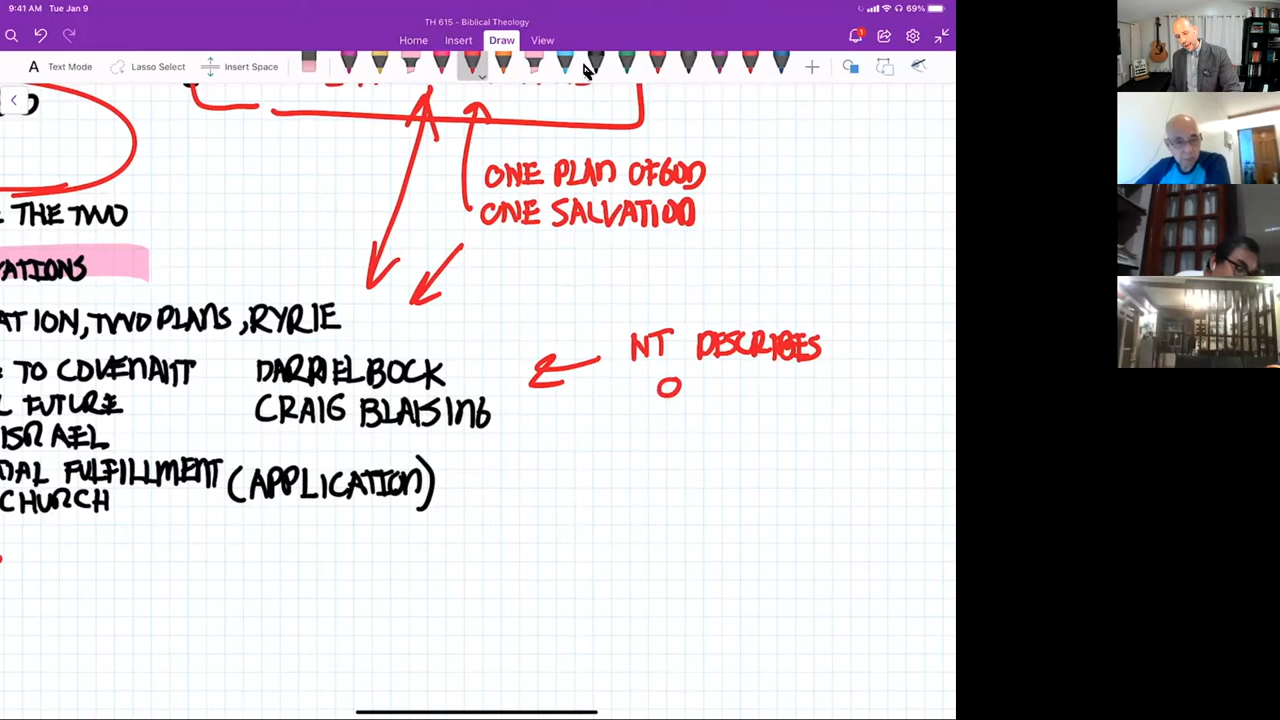 9:41 AM Tue Jan 9
69%
TH 615 - Biblical Theology
Home Insert Draw View
1
A Text Mode Lasso Select Insert Space
ONE PLAN OF GOD
ONE SALVATION
THE TWO
ATIONS
ATION, TWO PLANS, RYRIE
TO COVENANT DARREL BOCK
FUTURE CRAIG BLAISING
ISRAEL
IAL FULFILLMENT (APPLICATION)
CHURCH
NT DESCRIBES
O